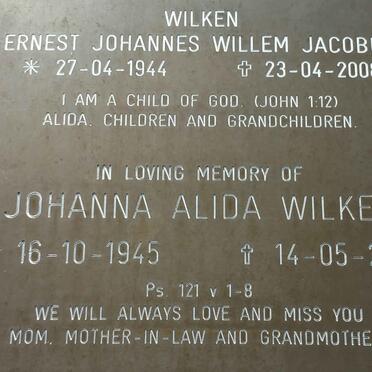 WILKEN
ERNEST JOHANNES WILLEM JACOBU
* 27-04-1944 ✝ 23-04-2008
I AM A CHILD OF GOD. (JOHN 1:12)
ALIDA. CHILDREN AND GRANDCHILDREN.
IN LOVING MEMORY OF
JOHANNA ALIDA WILKE
16-10-1945 ✝ 14-05-2
Ps. 121 v 1-8
WE WILL ALWAYS LOVE AND MISS YOU
MOM, MOTHER-IN-LAW AND GRANDMOTHE